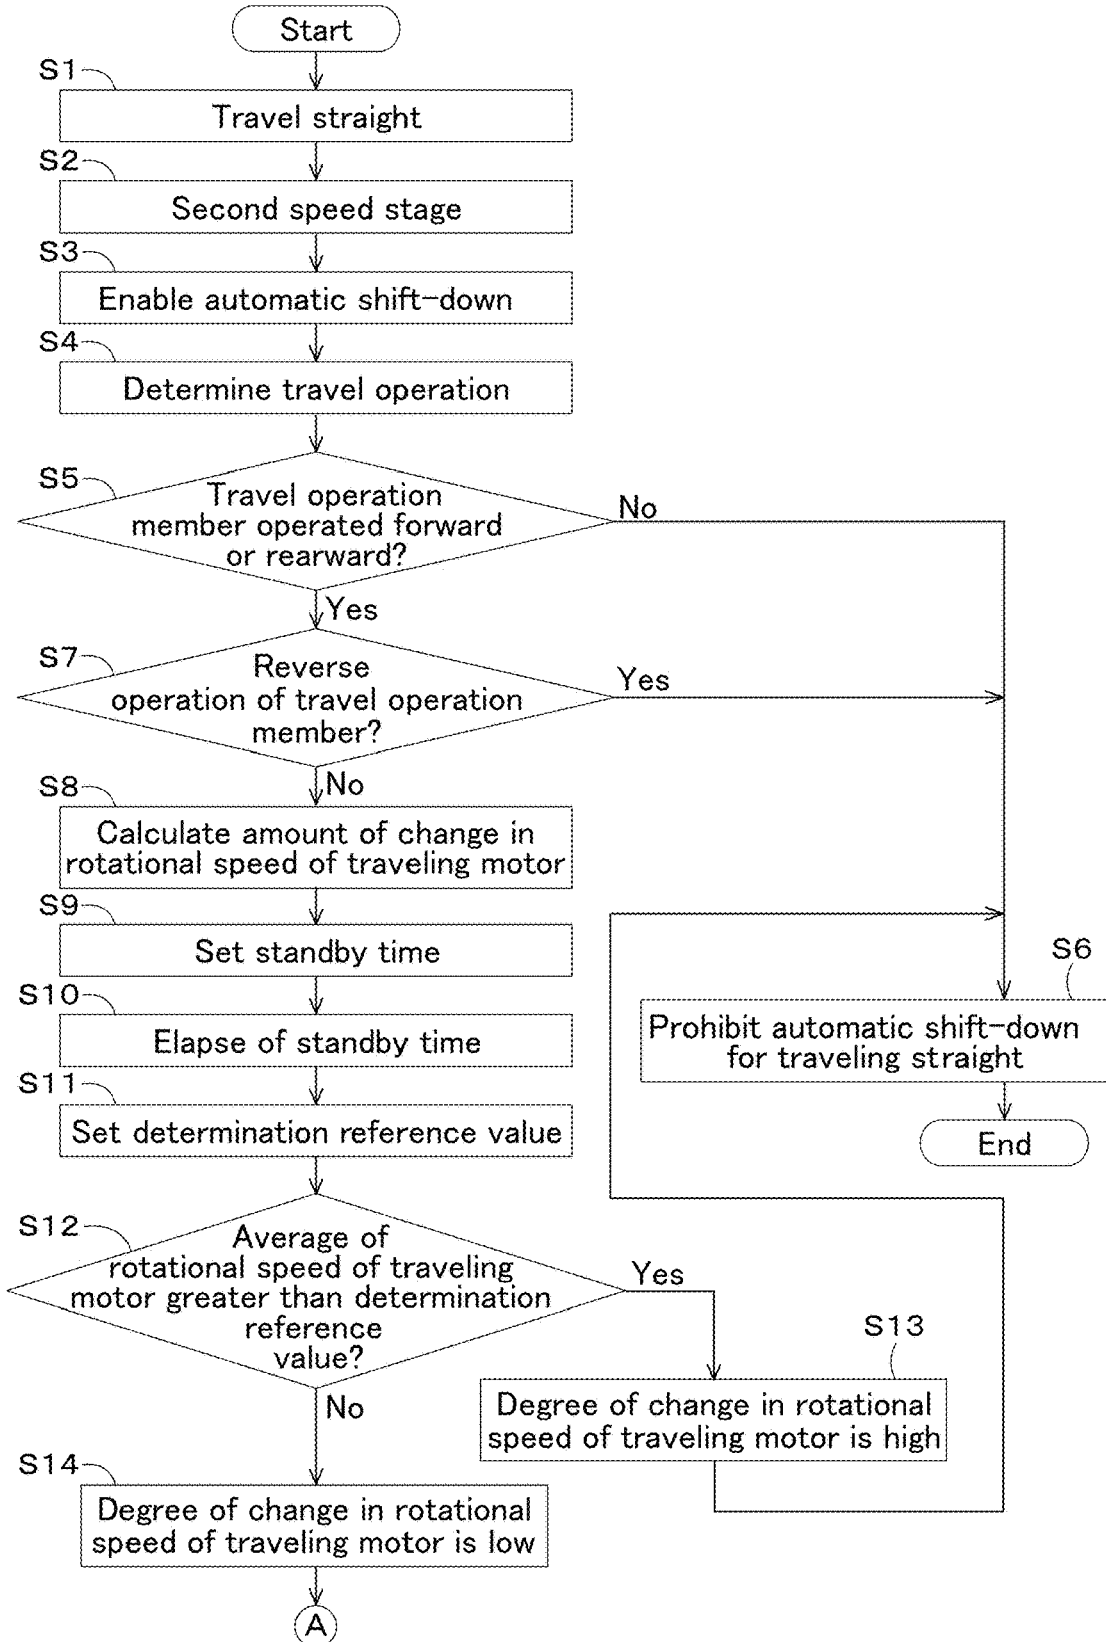 Start
S1
Travel straight
S2
Second speed stage
S3
Enable automatic shift-down
S4
Determine travel operation
S5
Travel operation
member operated forward
or rearward?
No
Yes
S7
Reverse
operation of travel operation
member?
Yes
No
S8
Calculate amount of change in
rotational speed of traveling motor
S9
Set standby time
S10
Elapse of standby time
S6
Prohibit automatic shift-down
for traveling straight
End
S11
Set determination reference value
S12
Average of
rotational speed of traveling
motor greater than determination
reference
value?
Yes
No
S13
Degree of change in rotational
speed of traveling motor is high
S14
Degree of change in rotational
speed of traveling motor is low
A